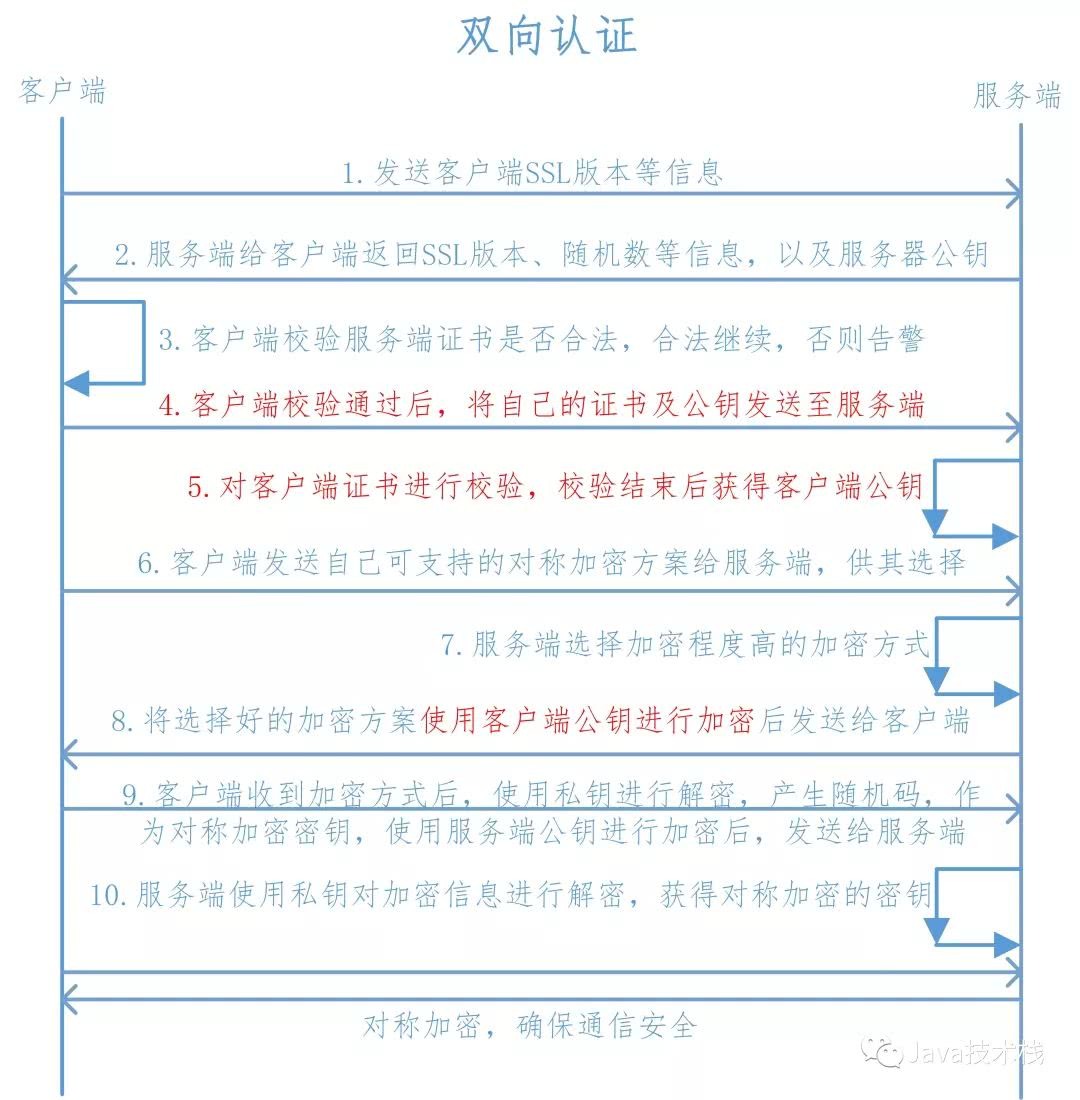 双向认证
客户端
服务端
1.发送客户端SSL版本等信息
2.服务端给客户端返回SSL版本、随机数等信息，以及服务器公钥
3.客户端校验服务端证书是否合法，合法继续，否则告警
4.客户端校验通过后，将自己的证书及公钥发送至服务端
5.对客户端证书进行校验，校验结束后获得客户端公钥
6.客户端发送自己可支持的对称加密方案给服务端，供其选择
7.服务端选择加密程度高的加密方式
8.将选择好的加密方案使用客户端公钥进行加密后发送给客户端
9.客户端收到加密方式后，使用私钥进行解密，产生随机码，作
为对称加密密钥，使用服务端公钥进行加密后，发送给服务端
10.服务端使用私钥对加密信息进行解密，获得对称加密的密钥
对称加密，确保通信安全
Java技术栈